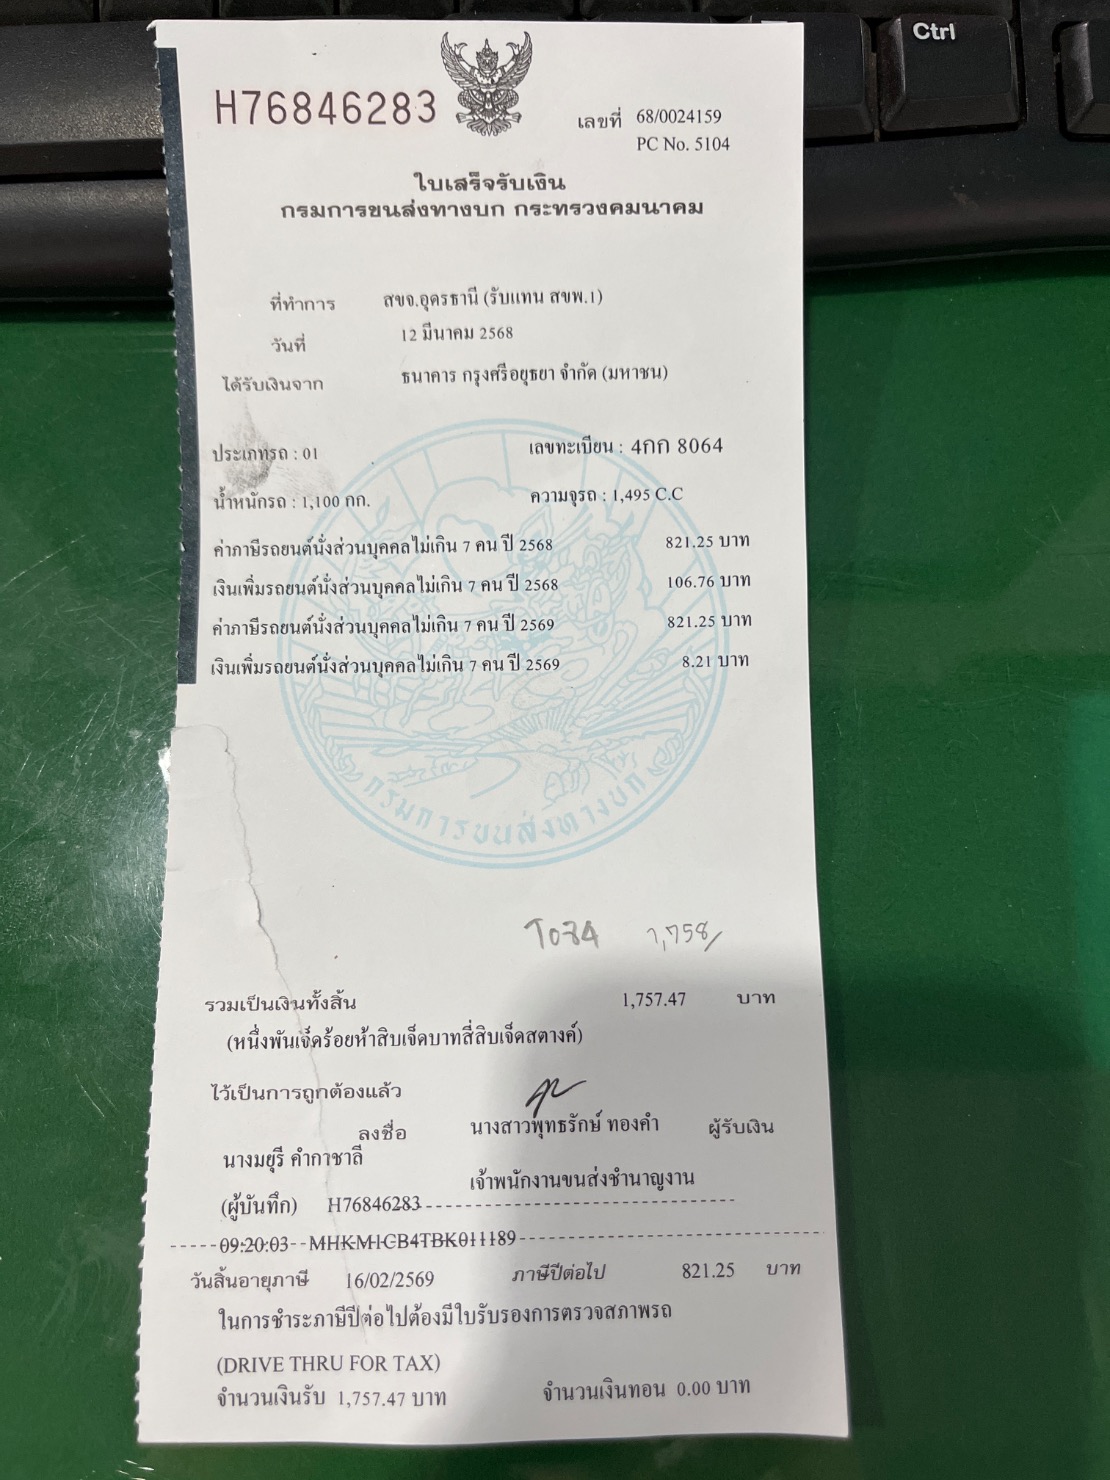 Ctrl
H76846283
เลขที่ 68/0024159
PC No. 5104
ใบเสร็จรับเงิน
กรมการขนส่งทางบก กระทรวงคมนาคม
ที่ทำการ สขจ.อุดรธานี (รับแทน สขพ.1)
วันที่ 12 มีนาคม 2568
ได้รับเงินจาก ธนาคาร กรุงศรีอยุธยา จำกัด (มหาชน)
ประเภทรถ : 01 เลขทะเบียน : 4กก 8064
น้ำหนักรถ : 1,100 กก. ความจุรถ : 1,495 C.C
ค่าภาษีรถยนต์นั่งส่วนบุคคลไม่เกิน 7 คน ปี 2568 821.25 บาท
เงินเพิ่มรถยนต์นั่งส่วนบุคคลไม่เกิน 7 คน ปี 2568 106.76 บาท
ค่าภาษีรถยนต์นั่งส่วนบุคคลไม่เกิน 7 คน ปี 2569 821.25 บาท
เงินเพิ่มรถยนต์นั่งส่วนบุคคลไม่เกิน 7 คน ปี 2569 8.21 บาท
กรมการขนส่งทางบก
1,758/
รวมเป็นเงินทั้งสิ้น 1,757.47 บาท
(หนึ่งพันเจ็ดร้อยห้าสิบเจ็ดบาทสี่สิบเจ็ดสตางค์)
ไว้เป็นการถูกต้องแล้ว
ลงชื่อ นางสาวพุทธรักษ์ ทองคำ ผู้รับเงิน
นางมยุรี คำกาชาลี
เจ้าพนักงานขนส่งชำนาญงาน
(ผู้บันทึก) H76846283
09:20:03 MHKM1CB4TBK011189
วันสิ้นอายุภาษี 16/02/2569 ภาษีปีต่อไป 821.25 บาท
ในการชำระภาษีปีต่อไปต้องมีใบรับรองการตรวจสภาพรถ
(DRIVE THRU FOR TAX)
จำนวนเงินรับ 1,757.47 บาท จำนวนเงินทอน 0.00 บาท